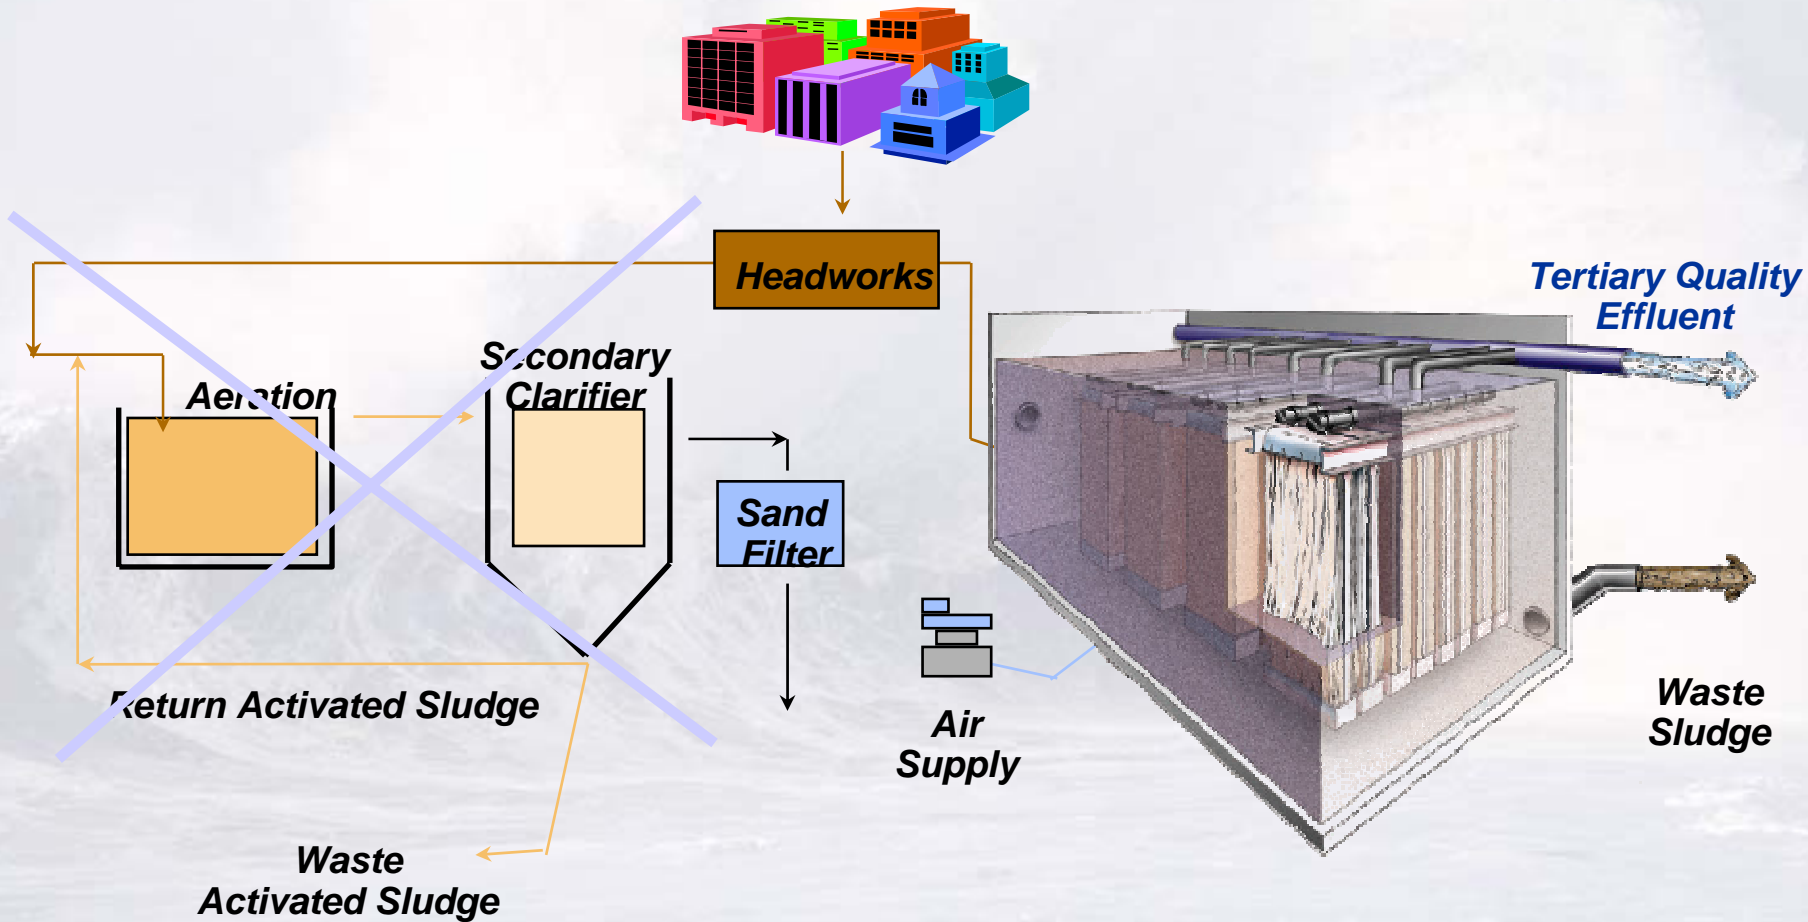 Headworks
Tertiary Quality
Effluent
Secondary
Clarifier
Aeration
Sand
Filter
Return Activated Sludge
Air
Supply
Waste
Sludge
Waste
Activated Sludge